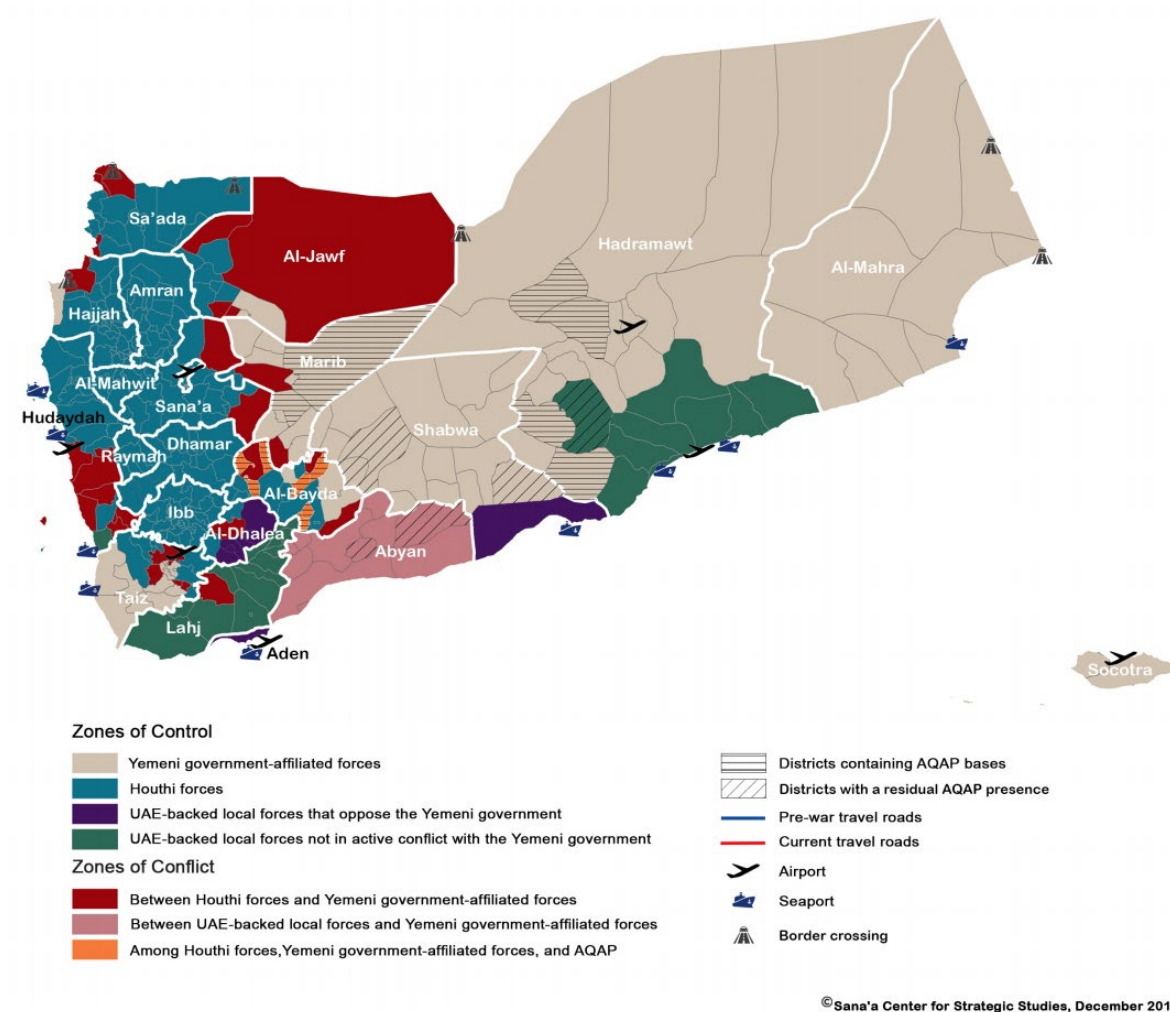 Sa'ada
Al-Jawf
Hadramawt
Al-Mahra
Amran
Hajjah
Marib
Al-Mahwit
Sana'a
Hudaydah
Shabwa
Dhamar
Raymah
Al-Bayda
Ibb
Al-Dhalea
Abyan
Taiz
Lahj
Aden
Socotra
Zones of Control
Yemeni government-affiliated forces
Houthi forces
UAE-backed local forces that oppose the Yemeni government
UAE-backed local forces not in active conflict with the Yemeni government
Zones of Conflict
Between Houthi forces and Yemeni government-affiliated forces
Between UAE-backed local forces and Yemeni government-affiliated forces
Among Houthi forces,Yemeni government-affiliated forces, and AQAP
Districts containing AQAP bases
Districts with a residual AQAP presence
Pre-war travel roads
Current travel roads
Airport
Seaport
Border crossing
©Sana'a Center for Strategic Studies, December 201